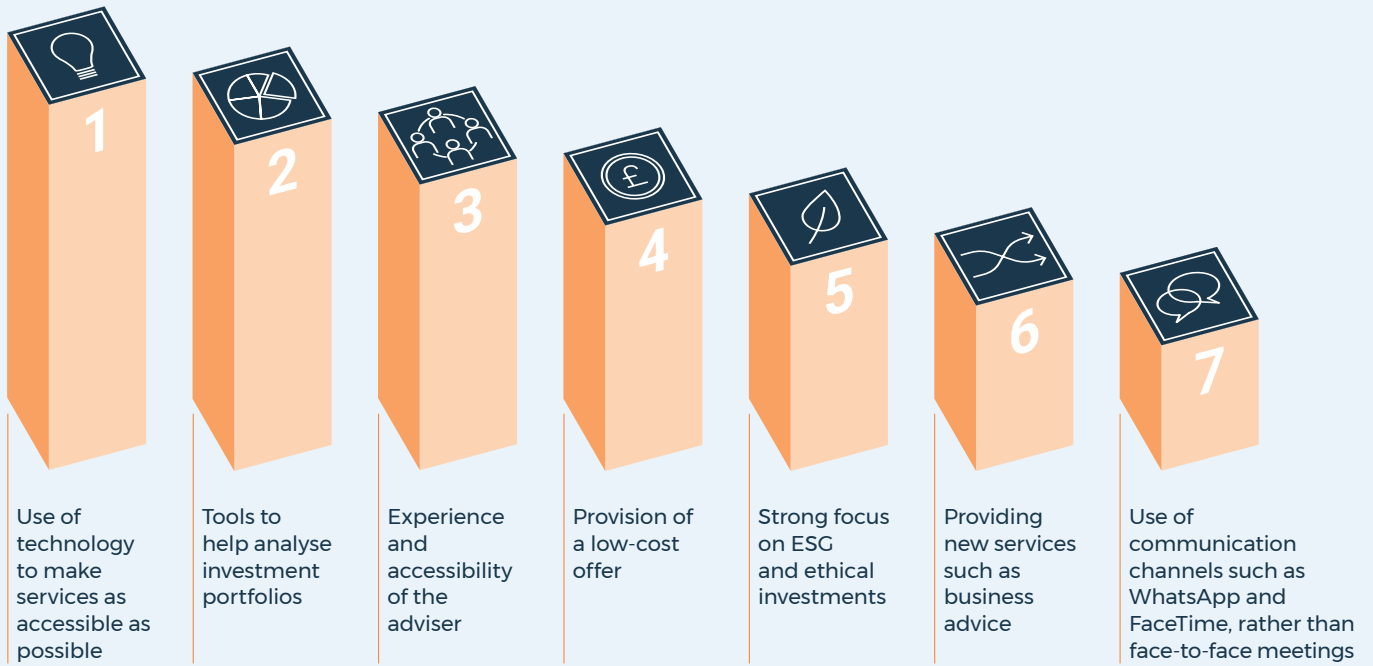 1
2
3
4
£
5
6
7
Use of
technology
to make
services as
accessible as
possible
Tools to
help analyse
investment
portfolios
Experience
and
accessibility
of the
adviser
Provision of
a low-cost
offer
Strong focus
on ESG
and ethical
investments
Providing
new services
such as
business
advice
Use of
communication
channels such as
WhatsApp and
FaceTime, rather than
face-to-face meetings